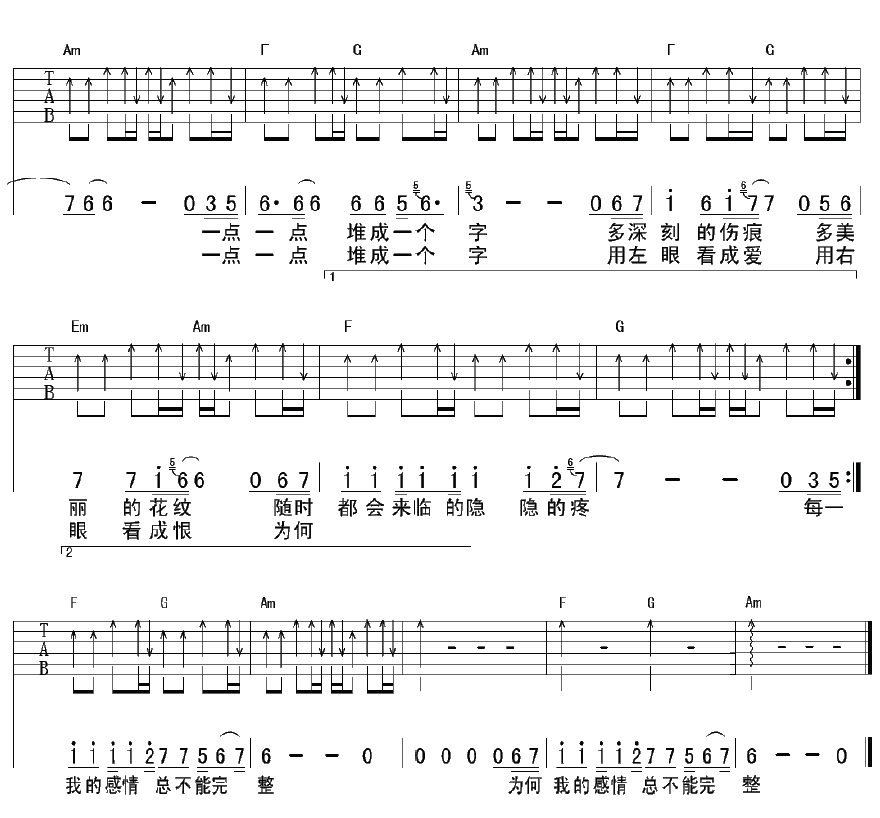 Am F G Am F G
T A B
7 6 6 - 0 3 5 6· 6 6 6 6 5 5 6· 5 3 - - 0 6 7 i 6 i 6 7 7 0 5 6
一点 一点 堆成一个 字 多深 刻 的伤痕 多美
一点 一点 堆成一个 字 用左 眼 看成爱 用右
1
Em Am F G
T A B
7 7 i 5 6 6 0 6 7 i i i i i i i 2 6 7 7 - - 0 3 5
丽 的花纹 随时 都会来临的隐 隐的疼 每一
眼 看成恨 为何
2
F G Am F G Am
T A B - - - - - - - -
i i i i 2 7 7 5 6 7 6 - - 0 0 0 0 0 6 7 i i i i 2 7 7 5 6 7 6 - - 0
我的感情 总不能完 整 为何 我的感情 总不能完 整